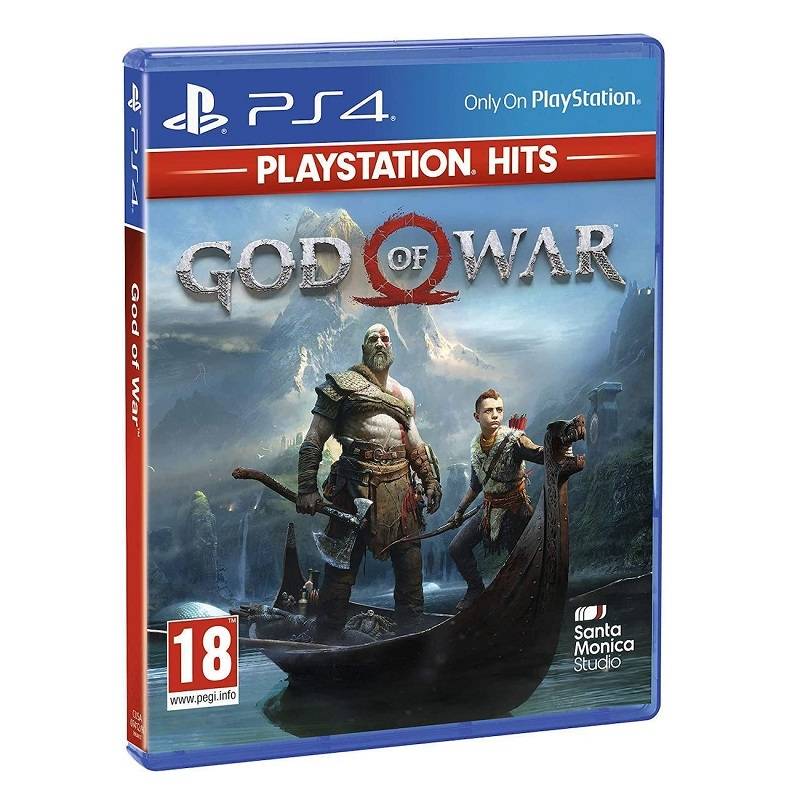 PS4
Only On PlayStation.
PLAYSTATION HITS
GOD OF WAR
18
www.pegi.info
Santa
Monica
Studio
PS4
God of War